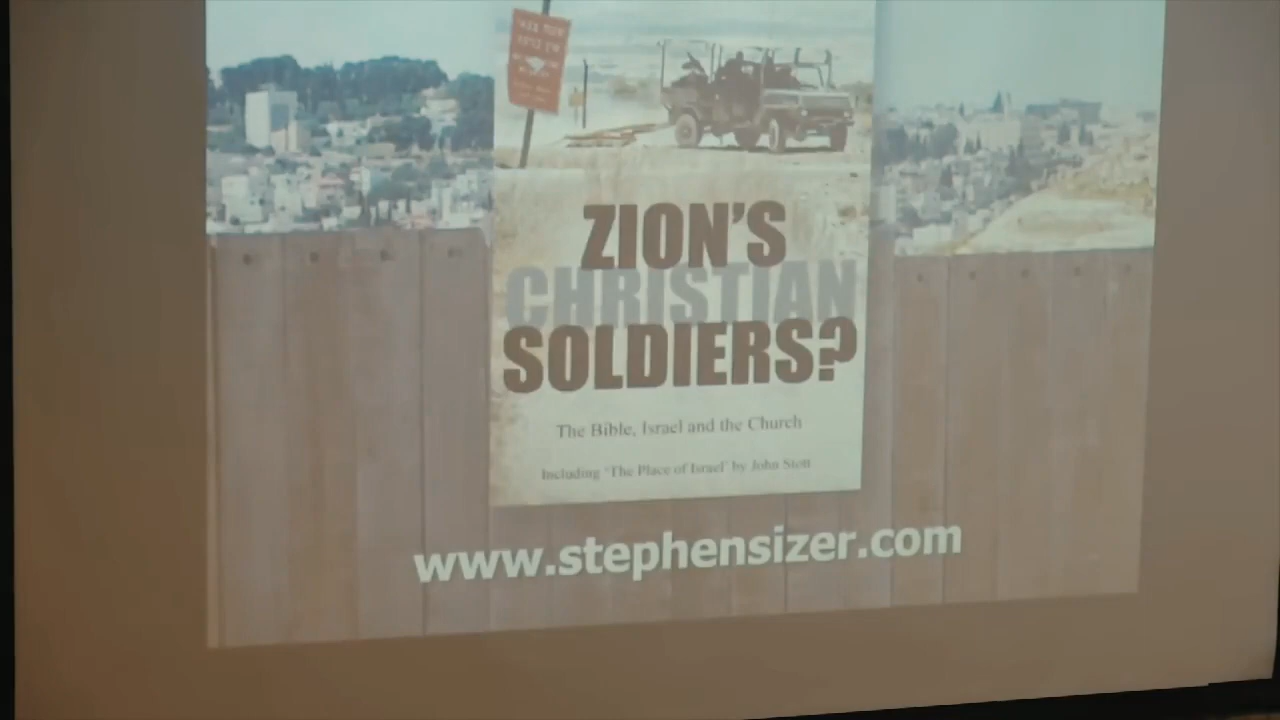 ZION'S
CHRISTIAN
SOLDIERS?
The Bible, Israel and the Church
Including 'The Place of Israel' by John Stott
www.stephensizer.com